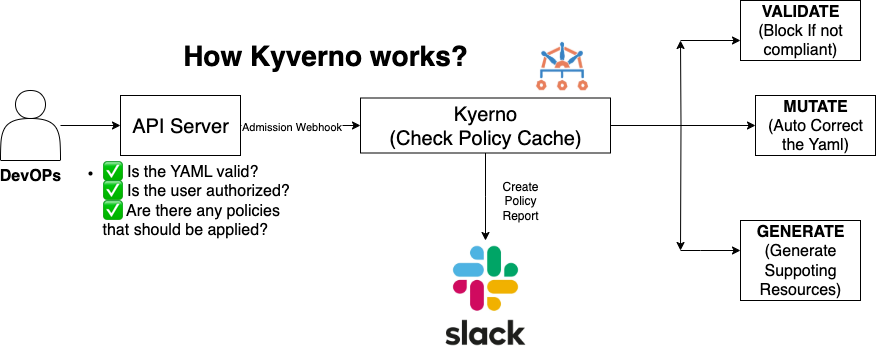 How Kyverno works?
DevOPs
API Server
Admission Webhook
• ✅ Is the YAML valid?
✅ Is the user authorized?
✅ Are there any policies
that should be applied?
Kyerno
(Check Policy Cache)
Create
Policy
Report
slack
VALIDATE
(Block If not
compliant)
MUTATE
(Auto Correct
the Yaml)
GENERATE
(Generate
Suppoting
Resources)